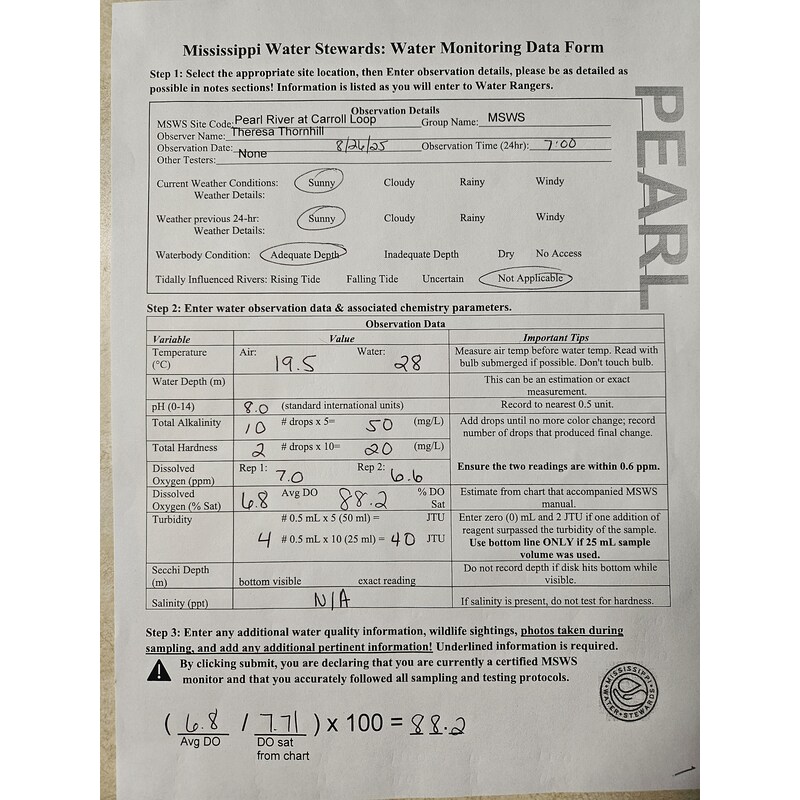 Mississippi Water Stewards: Water Monitoring Data Form
Step 1: Select the appropriate site location, then Enter observation details, please be as detailed as
possible in notes sections! Information is listed as you will enter to Water Rangers.
PEARL
Observation Details
MSWS Site Code: Pearl River at Carroll Loop Group Name: MSWS
Observer Name: Theresa Thornhill
Observation Date: 8/26/25 Observation Time (24hr): 7:00
Other Testers: None
Current Weather Conditions: Sunny Cloudy Rainy Windy
Weather Details:
Weather previous 24-hr: Sunny Cloudy Rainy Windy
Weather Details:
Waterbody Condition: Adequate Depth Inadequate Depth Dry No Access
Tidally Influenced Rivers: Rising Tide Falling Tide Uncertain Not Applicable
Step 2: Enter water observation data & associated chemistry parameters.
Observation Data
Variable Value Important Tips
Temperature (°C) Air: 19.5 Water: 28 Measure air temp before water temp. Read with
bulb submerged if possible. Don't touch bulb.
Water Depth (m) This can be an estimation or exact
measurement.
pH (0-14) 8.0 (standard international units) Record to nearest 0.5 unit.
Total Alkalinity 10 # drops x 5= 50 (mg/L) Add drops until no more color change; record
number of drops that produced final change.
Total Hardness 2 # drops x 10= 20 (mg/L)
Dissolved Oxygen (ppm) Rep 1: 7.0 Rep 2: 6.6 Ensure the two readings are within 0.6 ppm.
Dissolved Oxygen (% Sat) 6.8 Avg DO 88.2 % DO Sat Estimate from chart that accompanied MSWS
manual.
Turbidity # 0.5 mL x 5 (50 ml) = JTU Enter zero (0) mL and 2 JTU if one addition of
reagent surpassed the turbidity of the sample.
4 # 0.5 mL x 10 (25 ml) = 40 JTU Use bottom line ONLY if 25 mL sample
volume was used.
Secchi Depth (m) bottom visible exact reading Do not record depth if disk hits bottom while
visible.
Salinity (ppt) N/A If salinity is present, do not test for hardness.
Step 3: Enter any additional water quality information, wildlife sightings, photos taken during
sampling, and add any additional pertinent information! Underlined information is required.
By clicking submit, you are declaring that you are currently a certified MSWS
monitor and that you accurately followed all sampling and testing protocols.
MISSISSIPPI WATER STEWARDS
( 6.8 / 7.71 ) x 100 = 88.2
Avg DO DO sat
from chart